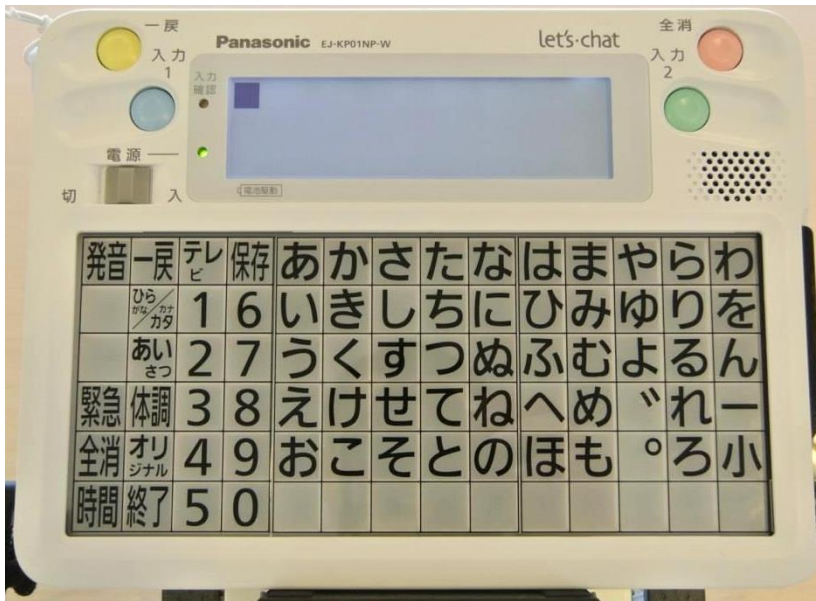 一戻
全消
Panasonic EJ-KP01NP-W let's·chat
入力
1
入力
確認
入力
2
電源
切 入
電池駆動
発音 一戻 テレビ 保存 あ か さ た な は ま や ら わ
ひらがな/カタカナ 1 6 い き し ち に ひ み ゆ り を
あいさつ 2 7 う く す つ ぬ ふ む よ る ん
緊急 体調 3 8 え け せ て ね へ め ゛ れ ー
全消 オリジナル 4 9 お こ そ と の ほ も ゜ ろ 小
時間 終了 5 0